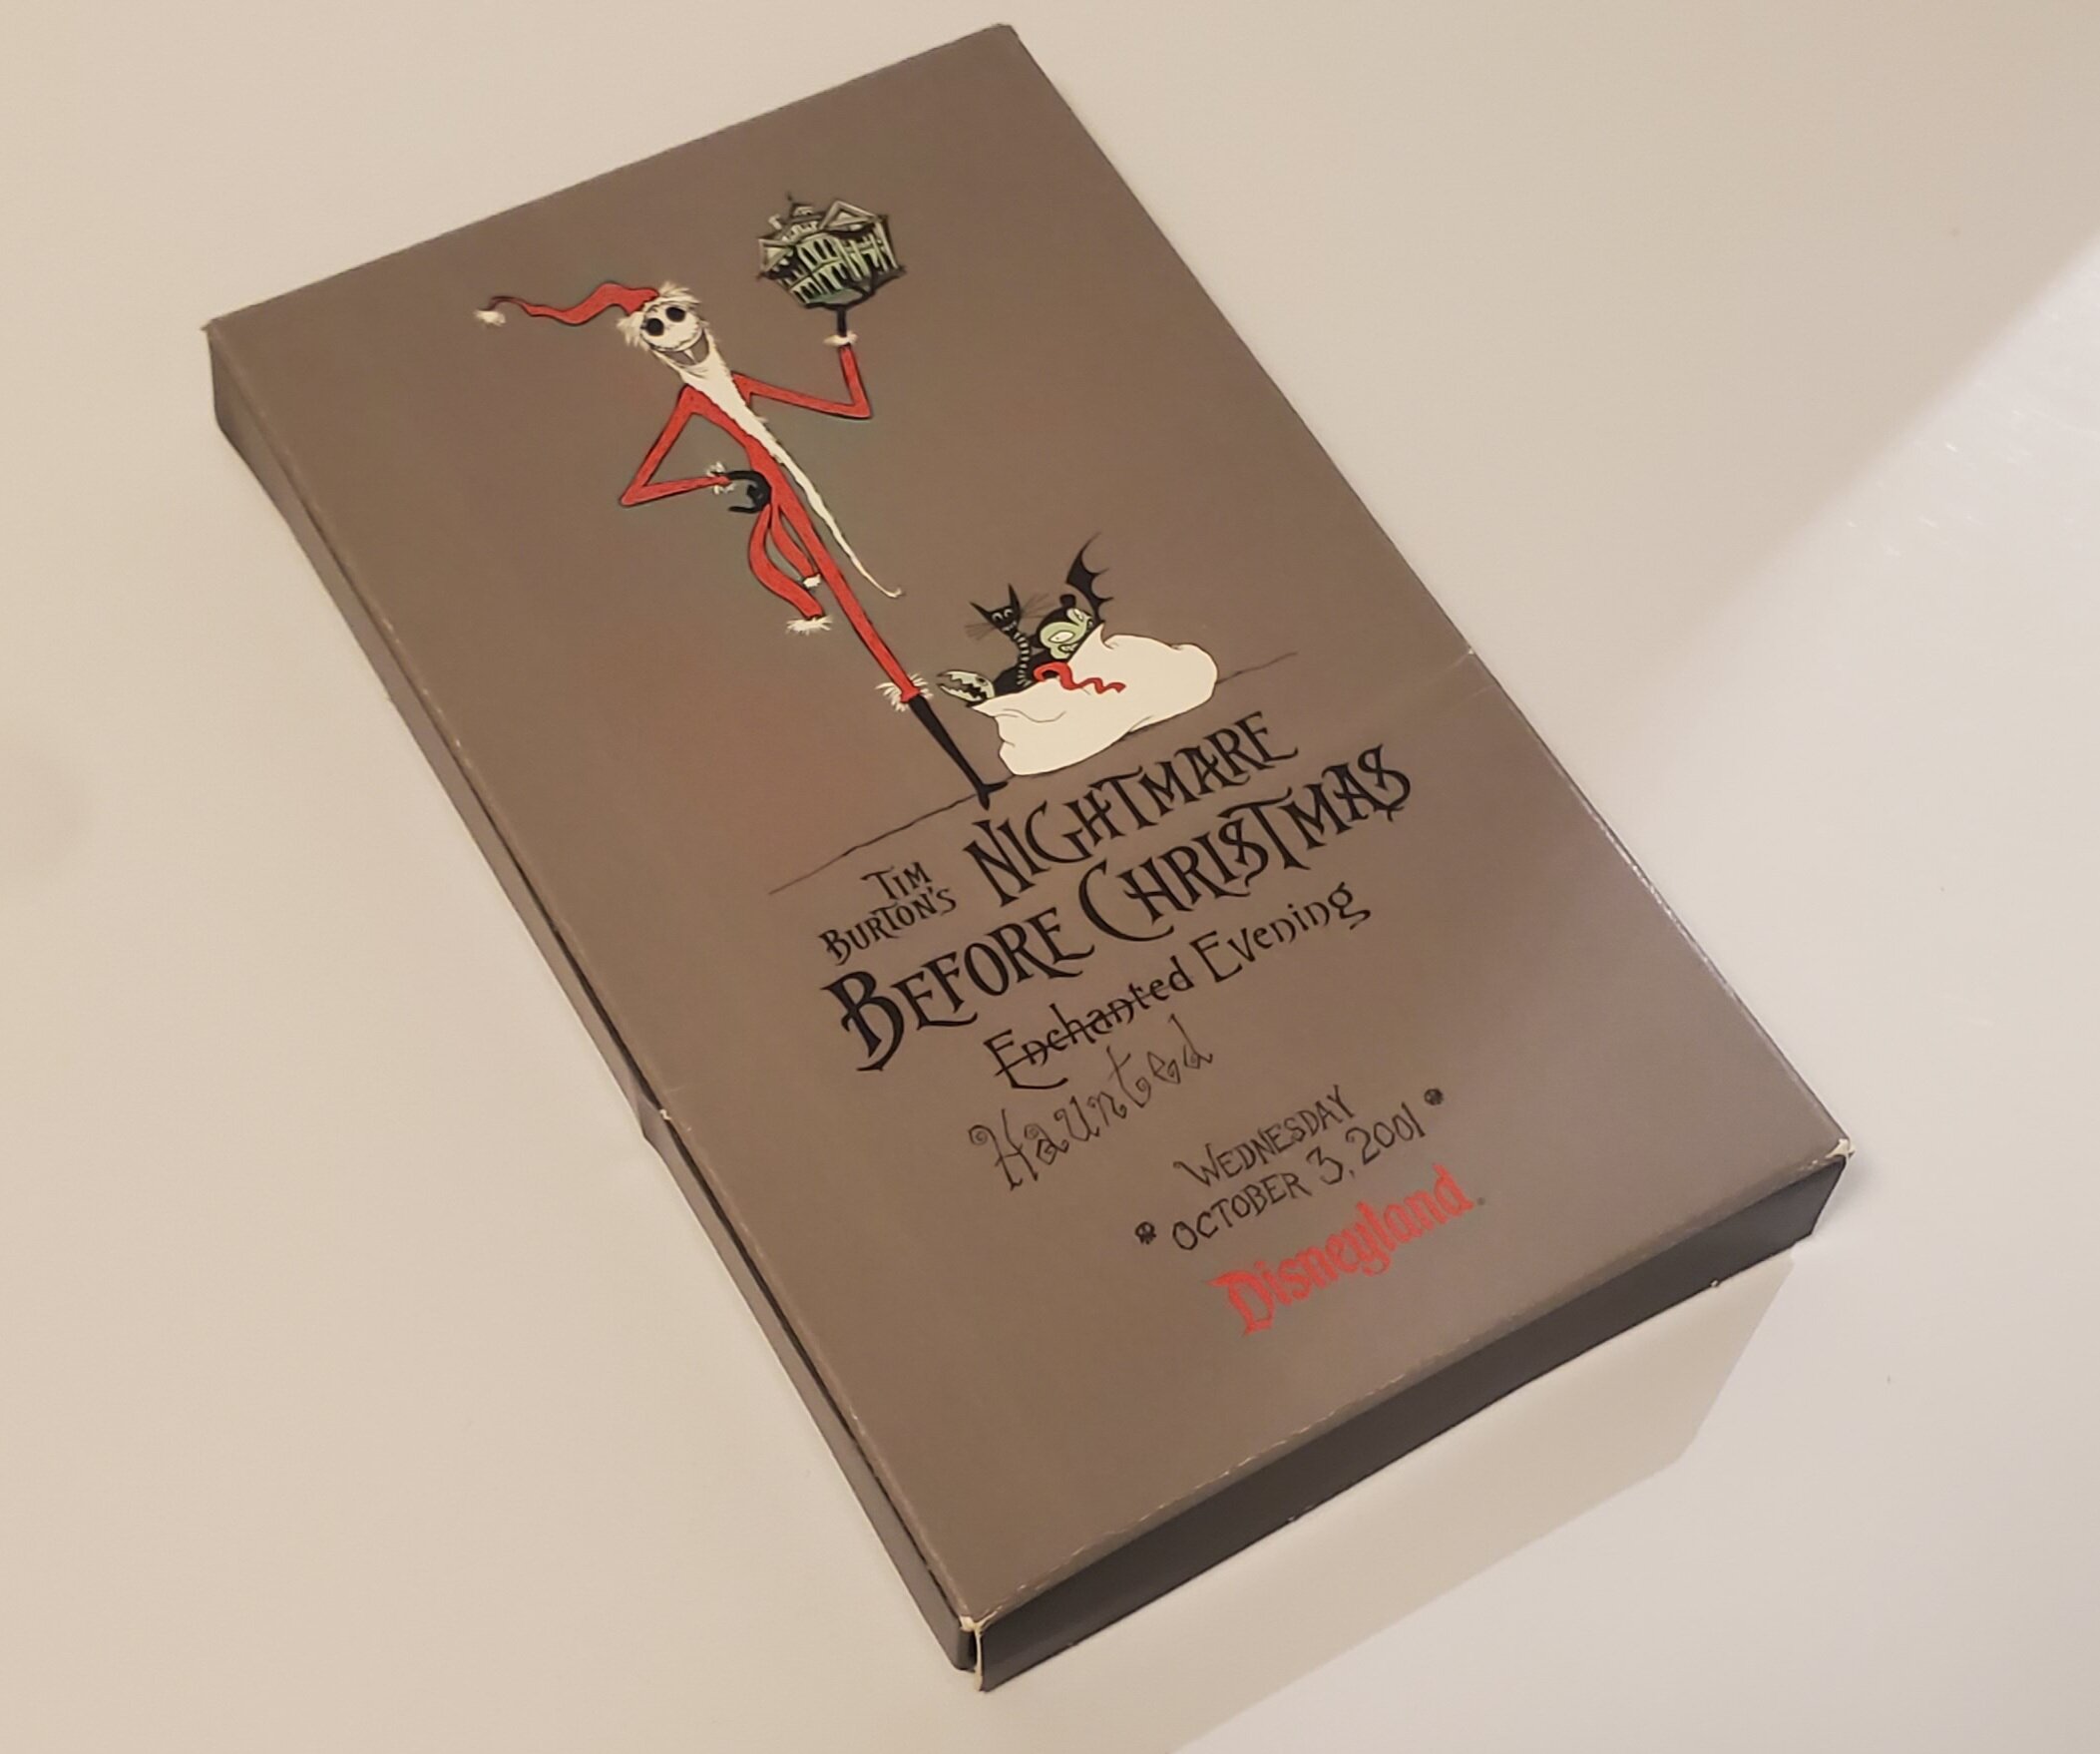 TIM BURTON'S NIGHTMARE
BEFORE CHRISTMAS
Enchanted Evening
Haunted
WEDNESDAY
OCTOBER 3, 2001
Disneyland